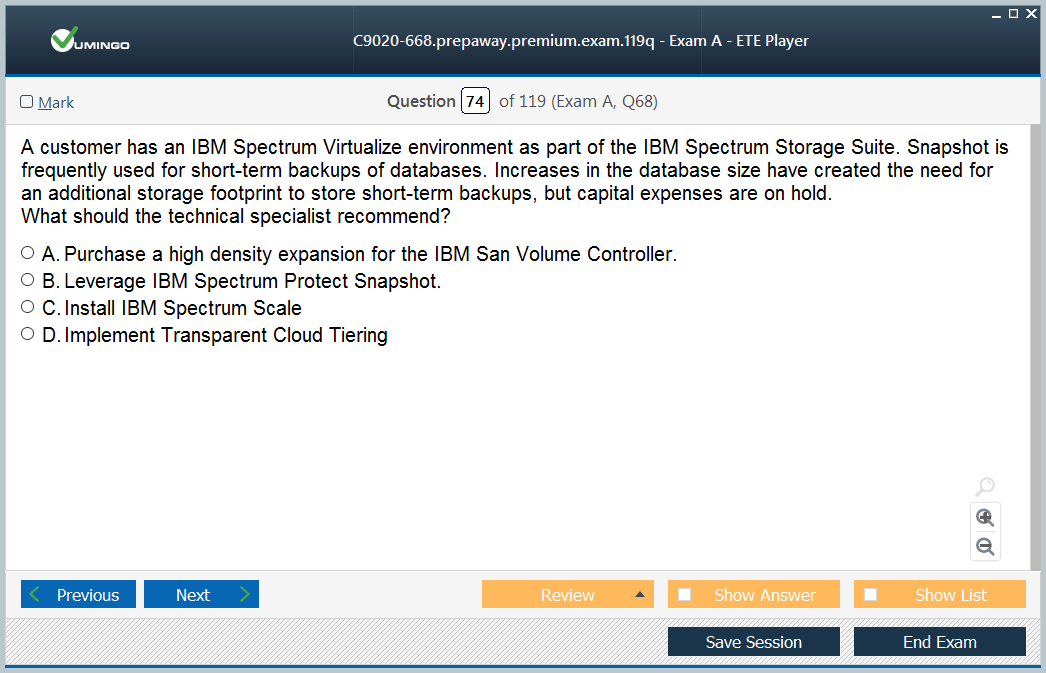 VUMINGO
C9020-668.prepaway.premium.exam.119q - Exam A - ETE Player
Mark
Question 74 of 119 (Exam A, Q68)
A customer has an IBM Spectrum Virtualize environment as part of the IBM Spectrum Storage Suite. Snapshot is
frequently used for short-term backups of databases. Increases in the database size have created the need for
an additional storage footprint to store short-term backups, but capital expenses are on hold.
What should the technical specialist recommend?
A. Purchase a high density expansion for the IBM San Volume Controller.
B. Leverage IBM Spectrum Protect Snapshot.
C. Install IBM Spectrum Scale
D. Implement Transparent Cloud Tiering
Previous
Next
Review
Show Answer
Show List
Save Session
End Exam